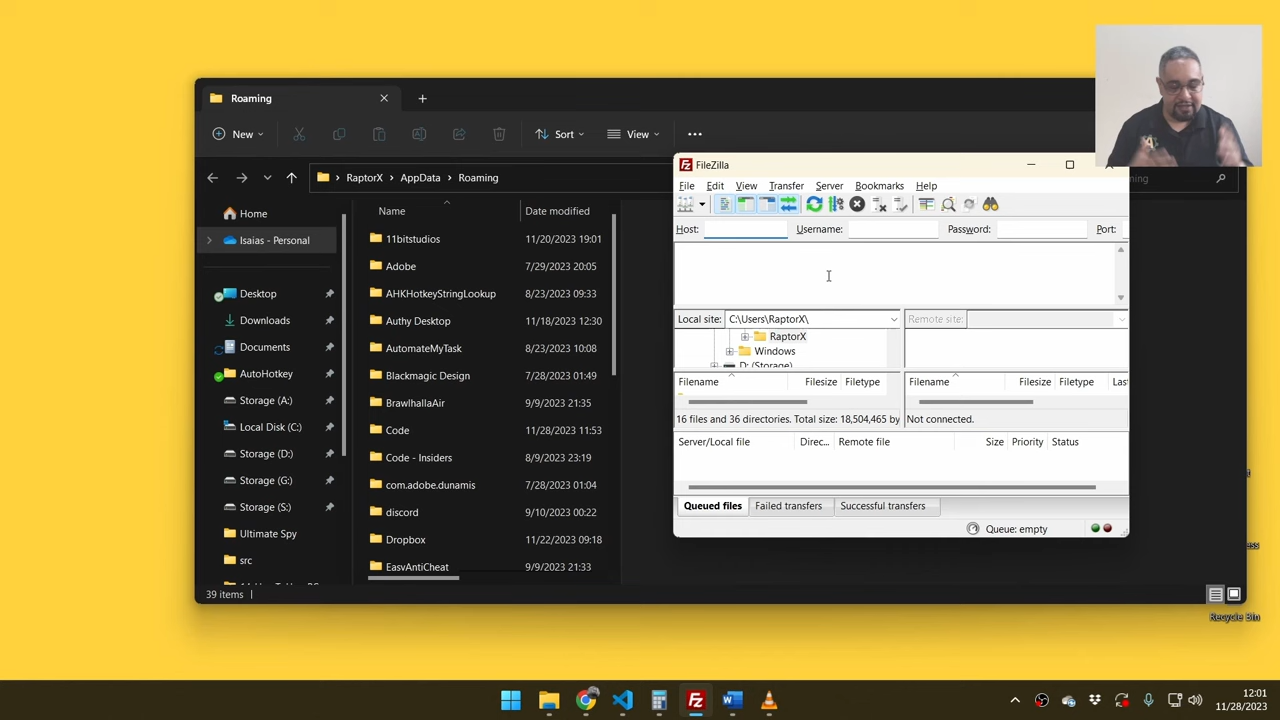 Roaming
New
Sort
View
RaptorX
AppData
Roaming
Home
Isaias - Personal
Desktop
Downloads
Documents
AutoHotkey
Storage (A:)
Local Disk (C:)
Storage (D:)
Storage (G:)
Storage (S:)
Ultimate Spy
src
Name
Date modified
11bitstudios 11/20/2023 19:01
Adobe 7/29/2023 20:05
AHKHotkeyStringLookup 8/23/2023 09:33
Authy Desktop 11/18/2023 12:30
AutomateMyTask 8/23/2023 10:08
Blackmagic Design 7/28/2023 01:49
BrawlhallaAir 9/9/2023 21:35
Code 11/28/2023 11:53
Code - Insiders 8/9/2023 23:19
com.adobe.dunamis 7/28/2023 01:04
discord 9/10/2023 00:22
Dropbox 11/22/2023 09:18
EasyAntiCheat 9/9/2023 21:33
39 items
FileZilla
File Edit View Transfer Server Bookmarks Help
Host: Username: Password: Port:
Local site: C:\Users\RaptorX\
Remote site:
RaptorX
Windows
D: (Storage)
Filename Filesize Filetype
Filename Filesize Filetype Last
16 files and 36 directories. Total size: 18,504,465 by
Not connected.
Server/Local file Direc... Remote file Size Priority Status
Queued files Failed transfers Successful transfers
Queue: empty
Recycle Bin
12:01
11/28/2023